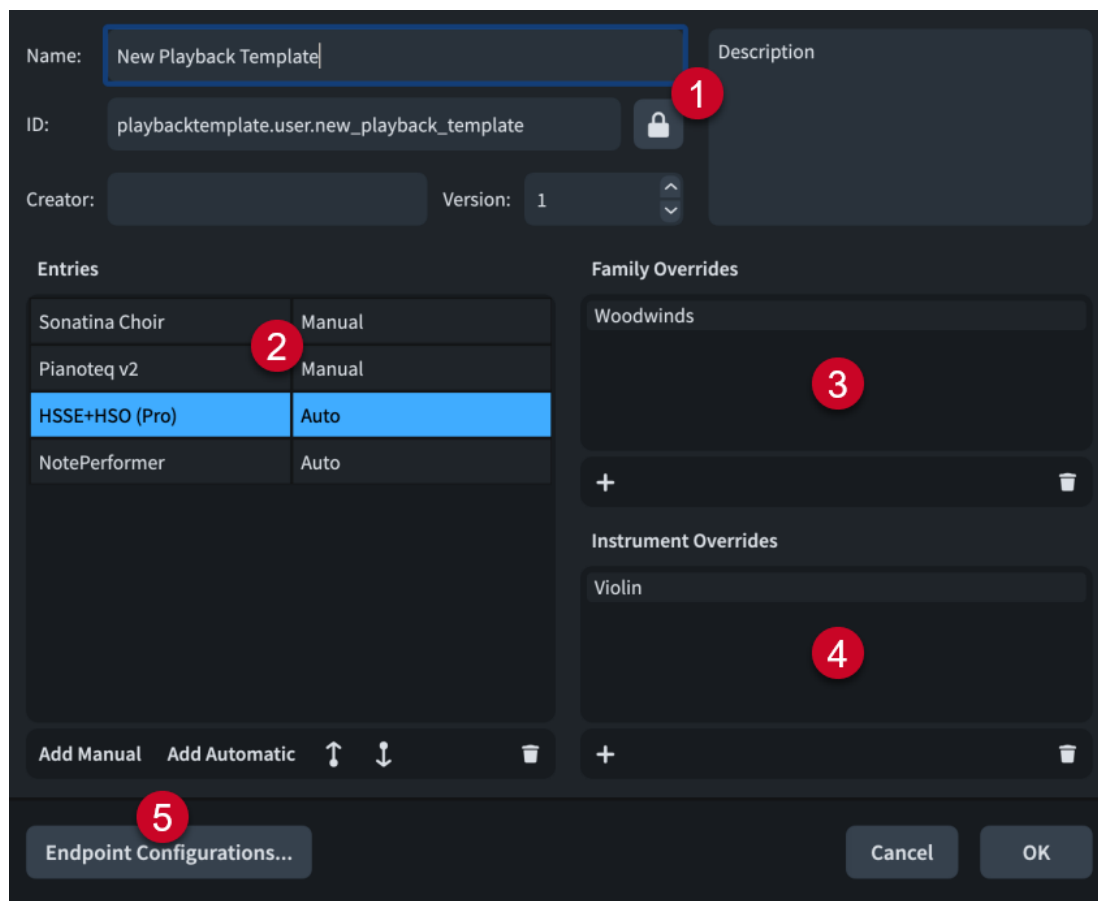 Name: New Playback Template Description
1
ID: playbacktemplate.user.new_playback_template
Creator: Version: 1
Entries
Sonatina Choir Manual
2
Pianoteq v2 Manual
HSSE+HSO (Pro) Auto
NotePerformer Auto
Add Manual Add Automatic
Family Overrides
Woodwinds
3
+
Instrument Overrides
Violin
4
+
5
Endpoint Configurations... Cancel OK